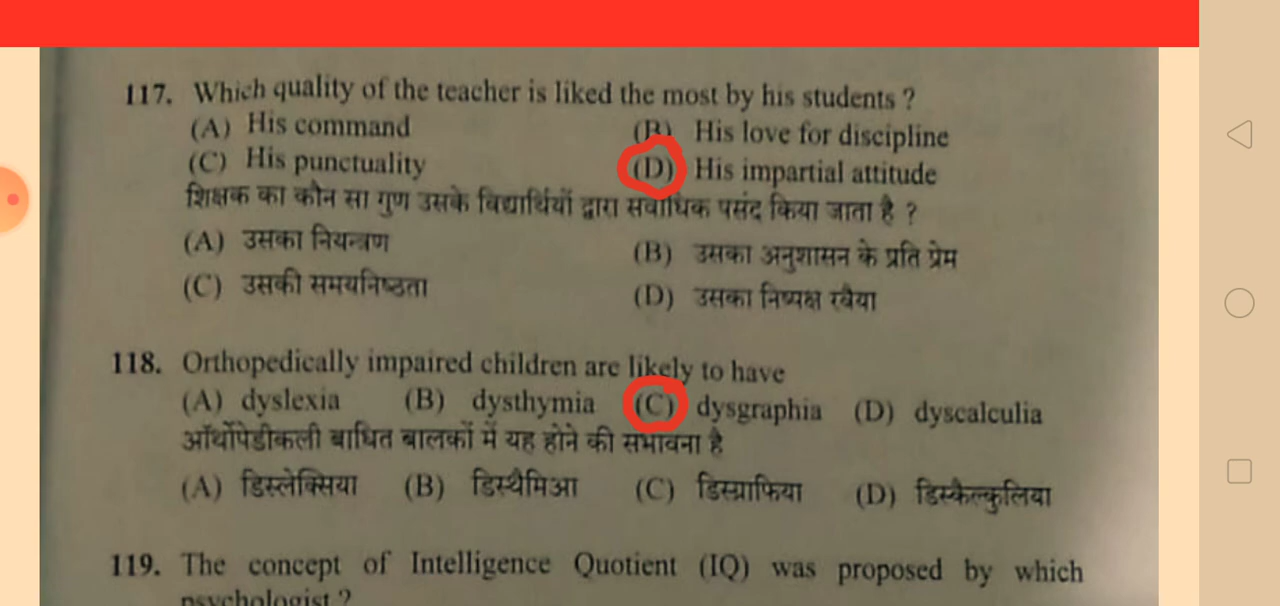 117. Which quality of the teacher is liked the most by his students ?
(A) His command (B) His love for discipline
(C) His punctuality (D) His impartial attitude
शिक्षक का कौन सा गुण उसके विद्यार्थियों द्वारा सर्वाधिक पसंद किया जाता है ?
(A) उसका नियन्त्रण (B) उसका अनुशासन के प्रति प्रेम
(C) उसकी समयनिष्ठता (D) उसका निष्पक्ष रवैया
118. Orthopedically impaired children are likely to have
(A) dyslexia (B) dysthymia (C) dysgraphia (D) dyscalculia
ऑर्थोपेडीकली बाधित बालकों में यह होने की संभावना है
(A) डिस्लेक्सिया (B) डिस्थैमिआ (C) डिस्ग्राफिया (D) डिस्कैल्कुलिया
119. The concept of Intelligence Quotient (IQ) was proposed by which
psychologist ?